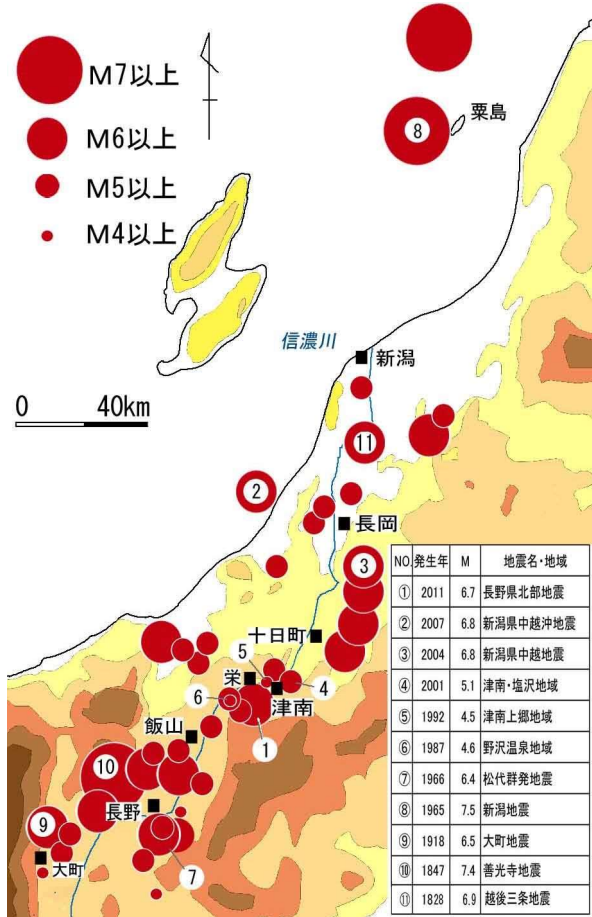 M7以上
M6以上
M5以上
M4以上
⑧
粟島
信濃川
新潟
0 40km
⑪
②
長岡
③
十日町
栄
⑤
④
⑥
津南
飯山
①
⑩
長野
⑨
大町
⑦
NO. 発生年 M 地震名・地域
① 2011 6.7 長野県北部地震
② 2007 6.8 新潟県中越沖地震
③ 2004 6.8 新潟県中越地震
④ 2001 5.1 津南・塩沢地域
⑤ 1992 4.5 津南上郷地域
⑥ 1987 4.6 野沢温泉地域
⑦ 1966 6.4 松代群発地震
⑧ 1965 7.5 新潟地震
⑨ 1918 6.5 大町地震
⑩ 1847 7.4 善光寺地震
⑪ 1828 6.9 越後三条地震